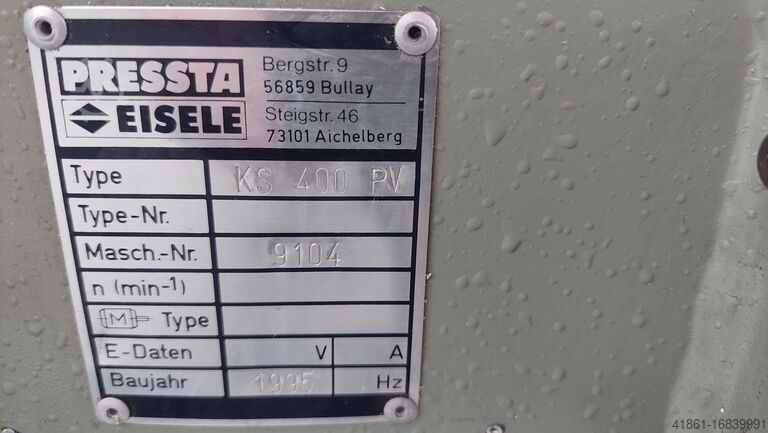 PRESSTA
EISELE
Bergstr. 9
56859 Bullay
Steigstr. 46
73101 Aichelberg
Type KS 400 PV
Type-Nr.
Masch.-Nr. 9104
n (min-1)
M Type
E-Daten V A
Baujahr 1995 Hz
41861-16839991